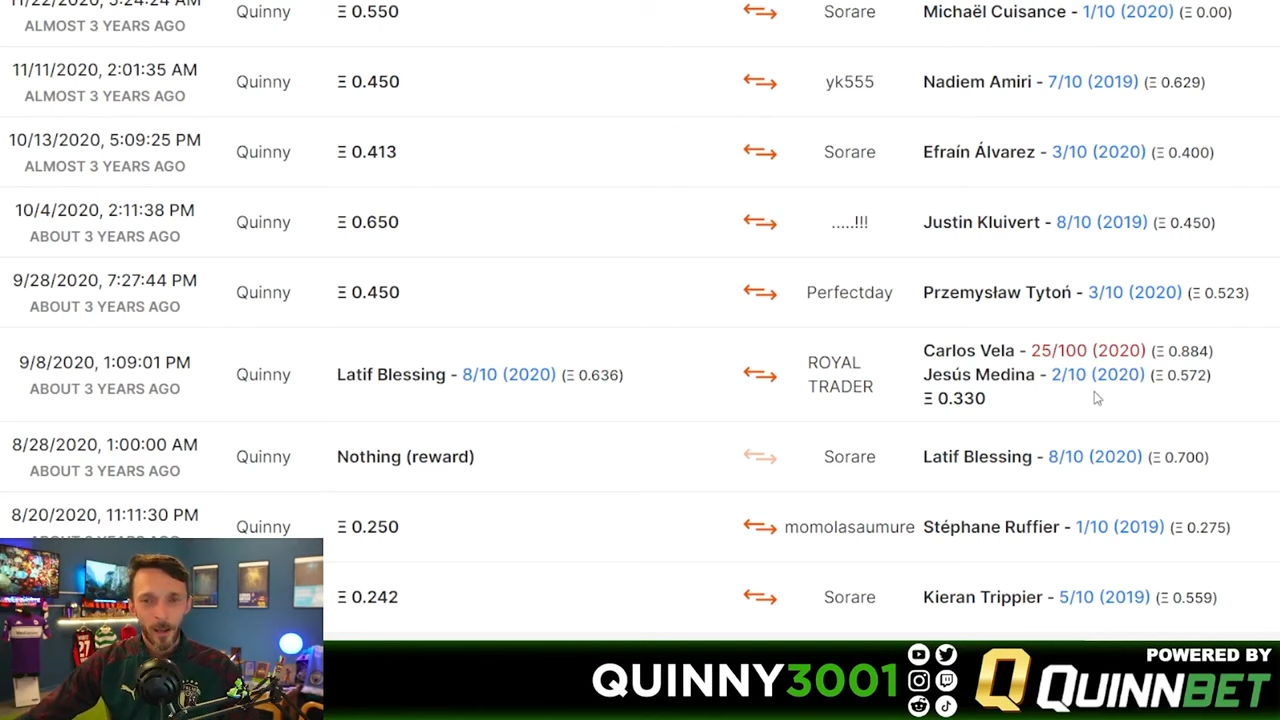 11/22/2020, 5:24:24 AM Quinny Ξ 0.550 Sorare Michaël Cuisance - 1/10 (2020) (Ξ 0.00)
ALMOST 3 YEARS AGO
11/11/2020, 2:01:35 AM Quinny Ξ 0.450 yk555 Nadiem Amiri - 7/10 (2019) (Ξ 0.629)
ALMOST 3 YEARS AGO
10/13/2020, 5:09:25 PM Quinny Ξ 0.413 Sorare Efraín Álvarez - 3/10 (2020) (Ξ 0.400)
ALMOST 3 YEARS AGO
10/4/2020, 2:11:38 PM Quinny Ξ 0.650 .....!!! Justin Kluivert - 8/10 (2019) (Ξ 0.450)
ABOUT 3 YEARS AGO
9/28/2020, 7:27:44 PM Quinny Ξ 0.450 Perfectday Przemysław Tytoń - 3/10 (2020) (Ξ 0.523)
ABOUT 3 YEARS AGO
9/8/2020, 1:09:01 PM Quinny Latif Blessing - 8/10 (2020) (Ξ 0.636) ROYAL TRADER Carlos Vela - 25/100 (2020) (Ξ 0.884)
ABOUT 3 YEARS AGO Jesús Medina - 2/10 (2020) (Ξ 0.572)
Ξ 0.330
8/28/2020, 1:00:00 AM Quinny Nothing (reward) Sorare Latif Blessing - 8/10 (2020) (Ξ 0.700)
ABOUT 3 YEARS AGO
8/20/2020, 11:11:30 PM Quinny Ξ 0.250 momolasaumure Stéphane Ruffier - 1/10 (2019) (Ξ 0.275)
Ξ 0.242 Sorare Kieran Trippier - 5/10 (2019) (Ξ 0.559)
QUINNY3001
POWERED BY
QUINNBET